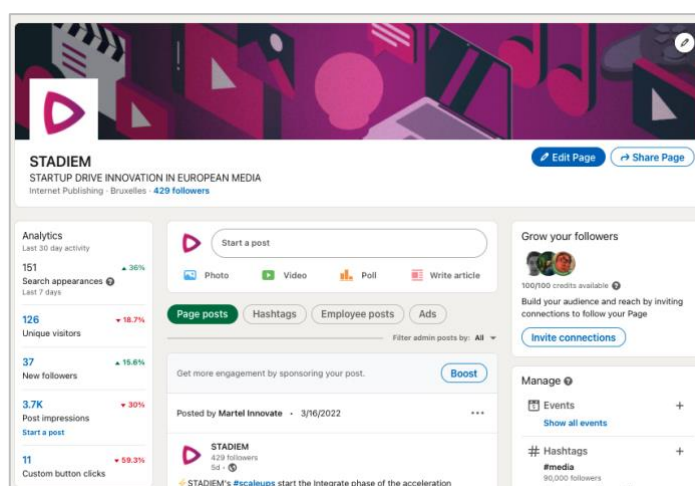 STADIEM
STARTUP DRIVE INNOVATION IN EUROPEAN MEDIA
Internet Publishing · Bruxelles · 429 followers
Edit Page
Share Page
Analytics
Last 30 day activity
151
36%
Search appearances
Last 7 days
126
18.7%
Unique visitors
37
15.6%
New followers
3.7K
30%
Post impressions
Start a post
11
59.3%
Custom button clicks
Start a post
Photo
Video
Poll
Write article
Page posts
Hashtags
Employee posts
Ads
Filter admin posts by: All
Get more engagement by sponsoring your post.
Boost
Posted by Martel Innovate · 3/16/2022
STADIEM
429 followers
5d ·
STADIEM's #scaleups start the Integrate phase of the acceleration
Grow your followers
100/100 credits available
Build your audience and reach by inviting
connections to follow your Page
Invite connections
Manage
Events
Show all events
# Hashtags
#media
90,000 followers